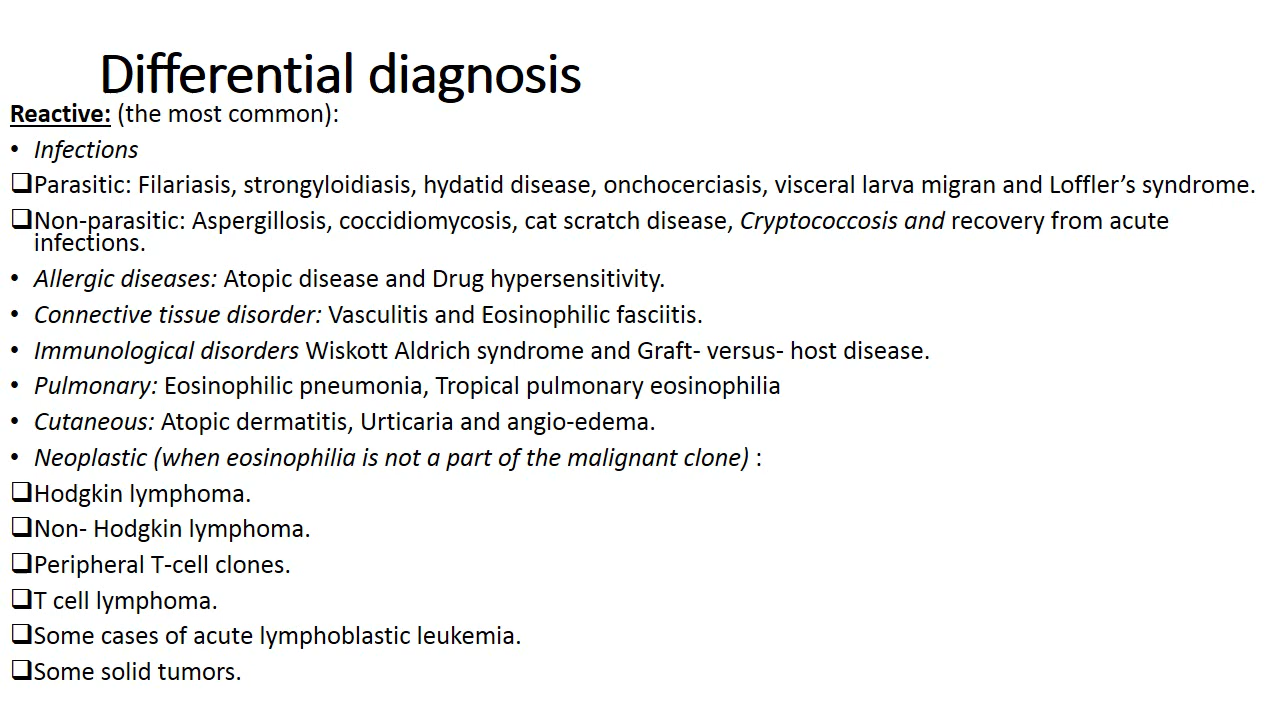 Differential diagnosis
Reactive: (the most common):
• Infections
❑Parasitic: Filariasis, strongyloidiasis, hydatid disease, onchocerciasis, visceral larva migran and Loffler’s syndrome.
❑Non-parasitic: Aspergillosis, coccidiomycosis, cat scratch disease, Cryptococcosis and recovery from acute
infections.
• Allergic diseases: Atopic disease and Drug hypersensitivity.
• Connective tissue disorder: Vasculitis and Eosinophilic fasciitis.
• Immunological disorders Wiskott Aldrich syndrome and Graft- versus- host disease.
• Pulmonary: Eosinophilic pneumonia, Tropical pulmonary eosinophilia
• Cutaneous: Atopic dermatitis, Urticaria and angio-edema.
• Neoplastic (when eosinophilia is not a part of the malignant clone) :
❑Hodgkin lymphoma.
❑Non- Hodgkin lymphoma.
❑Peripheral T-cell clones.
❑T cell lymphoma.
❑Some cases of acute lymphoblastic leukemia.
❑Some solid tumors.